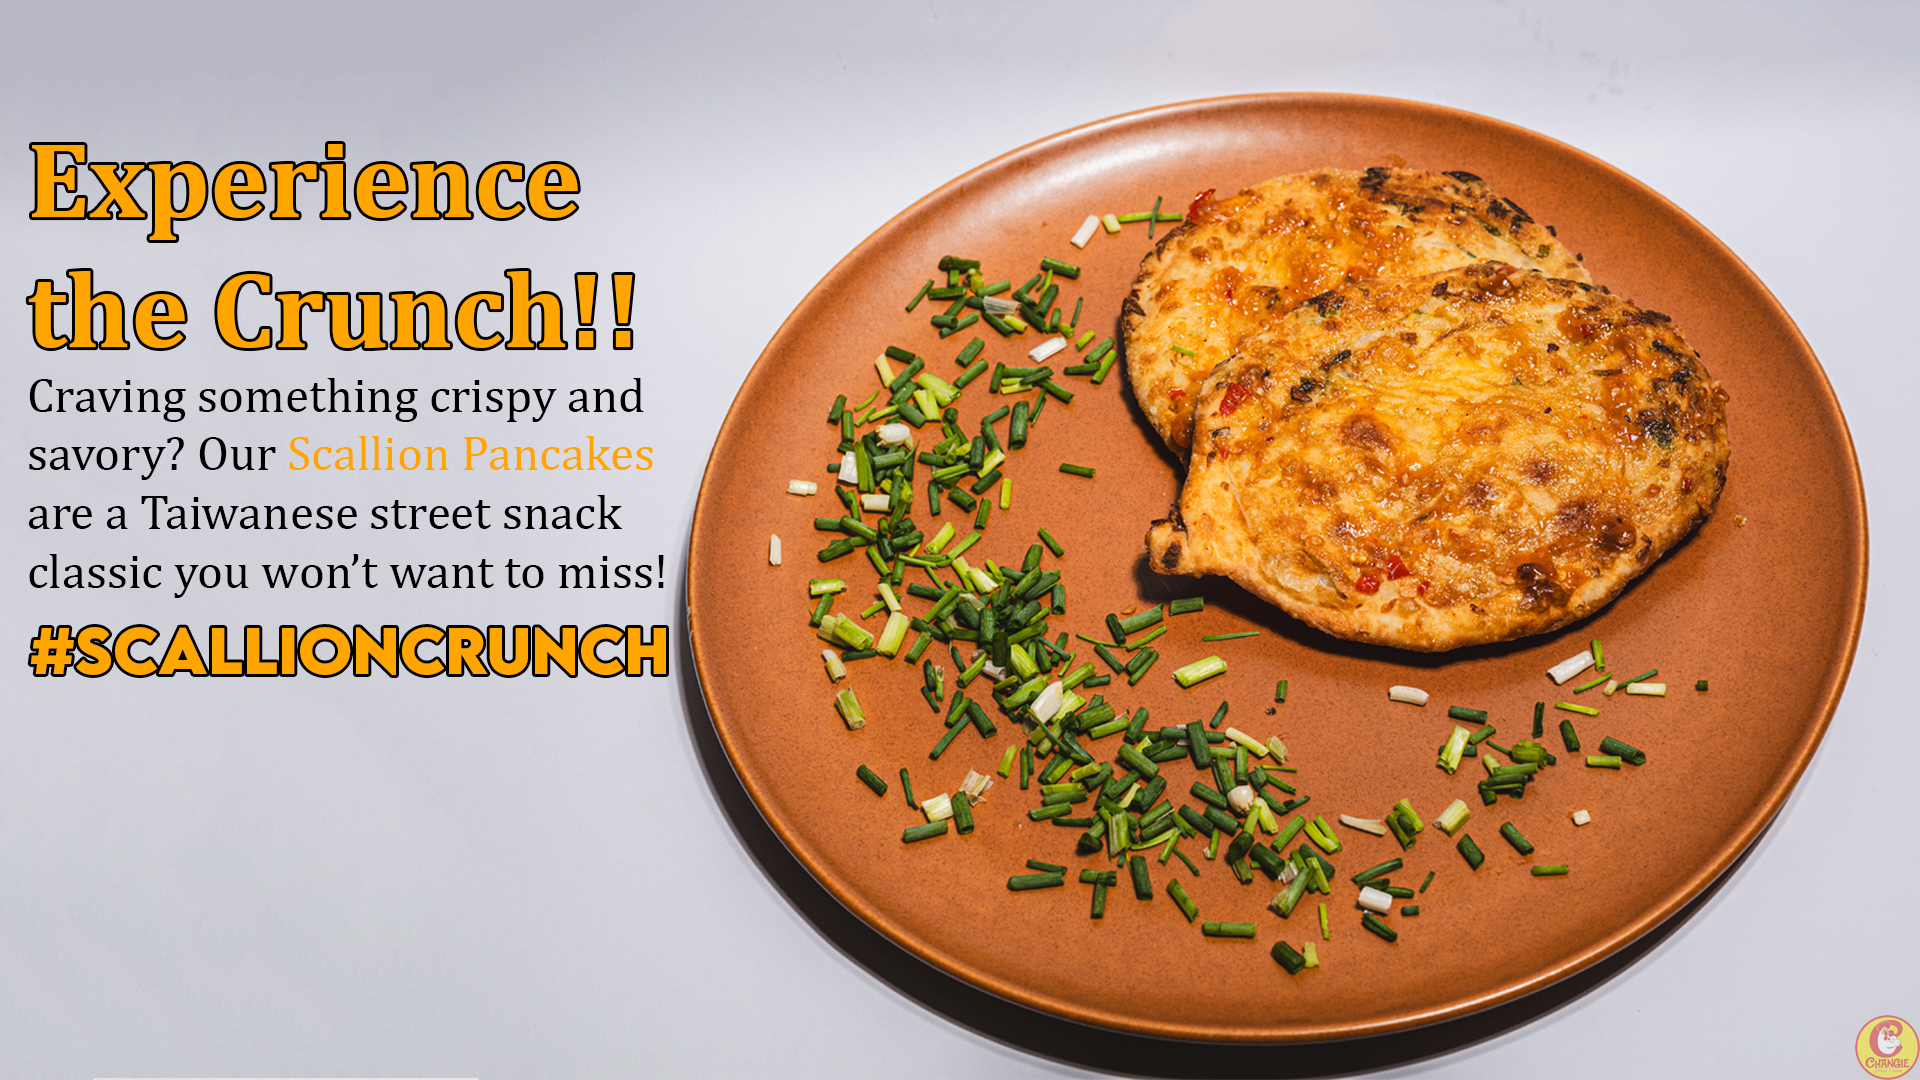 Experience
the Crunch!!
Craving something crispy and
savory? Our Scallion Pancakes
are a Taiwanese street snack
classic you won’t want to miss!
#SCALLIONCRUNCH
CHANGIE